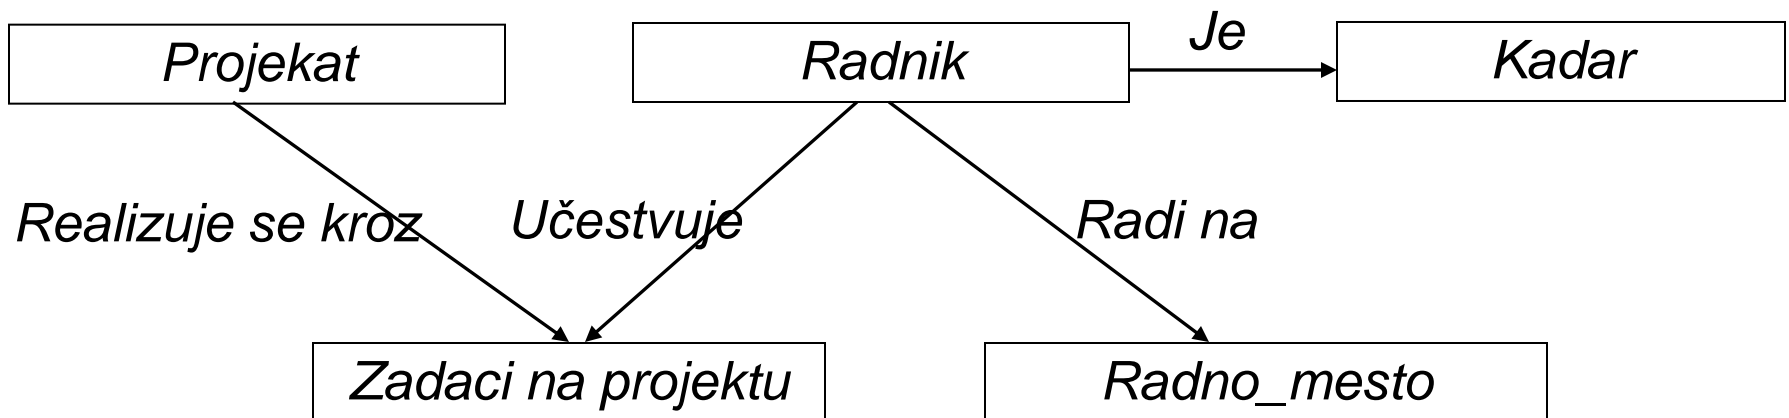 Je
Projekat
Radnik
Kadar
Realizuje se kroz
Učestvuje
Radi na
Zadaci na projektu
Radno_mesto